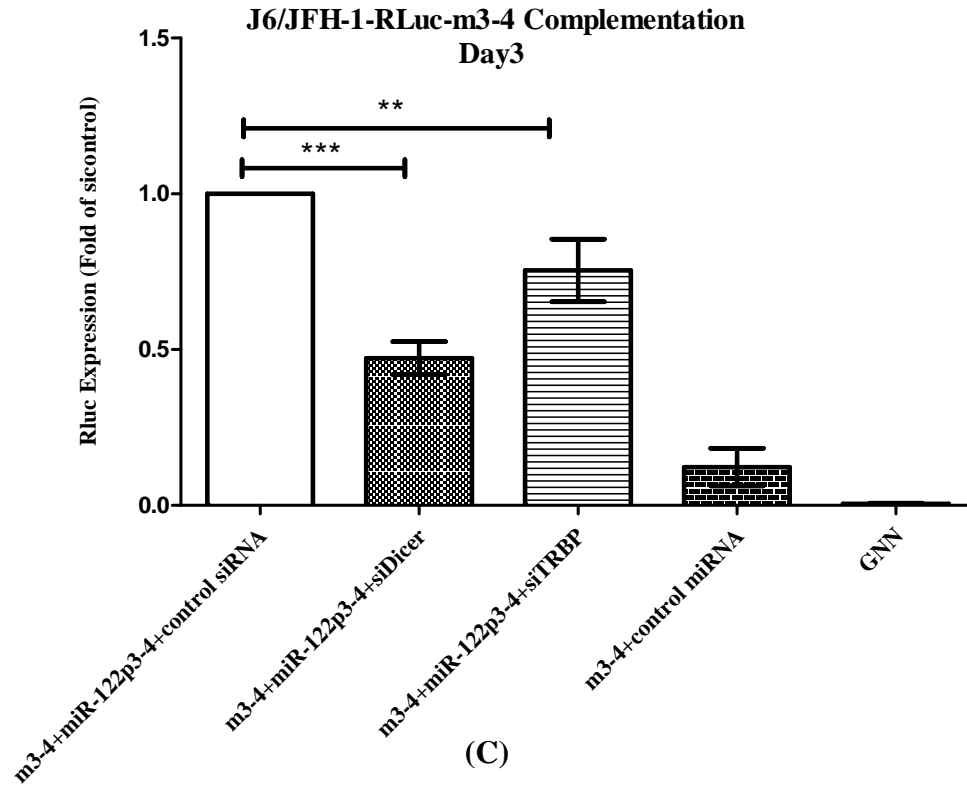 J6/JFH-1-RLuc-m3-4 Complementation
Day3
Rluc Expression (Fold of sicontrol)
1.5
1.0
0.5
0.0
**
***
m3-4+miR-122p3-4+control siRNA
m3-4+miR-122p3-4+siDicer
m3-4+miR-122p3-4+siTRBP
m3-4+control miRNA
GNN
(C)